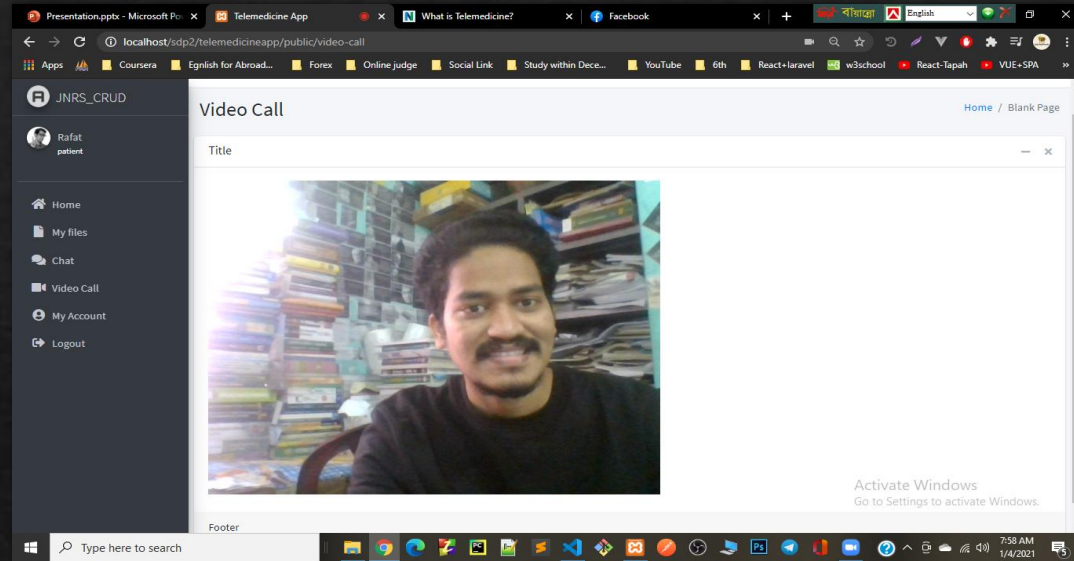 Presentation.pptx - Microsoft Po
Telemedicine App
What is Telemedicine?
Facebook
English
localhost/sdp2/telemedicineapp/public/video-call
Apps
Coursera
Egnlish for Abroad...
Forex
Online judge
Social Link
Study within Dece...
YouTube
6th
React+laravel
w3school
React-Tapah
VUE+SPA
»
JNRS_CRUD
Rafat
patient
Home
My files
Chat
Video Call
My Account
Logout
Video Call
Home / Blank Page
Title
Footer
Activate Windows
Go to Settings to activate Windows.
Type here to search
7:58 AM
1/4/2021